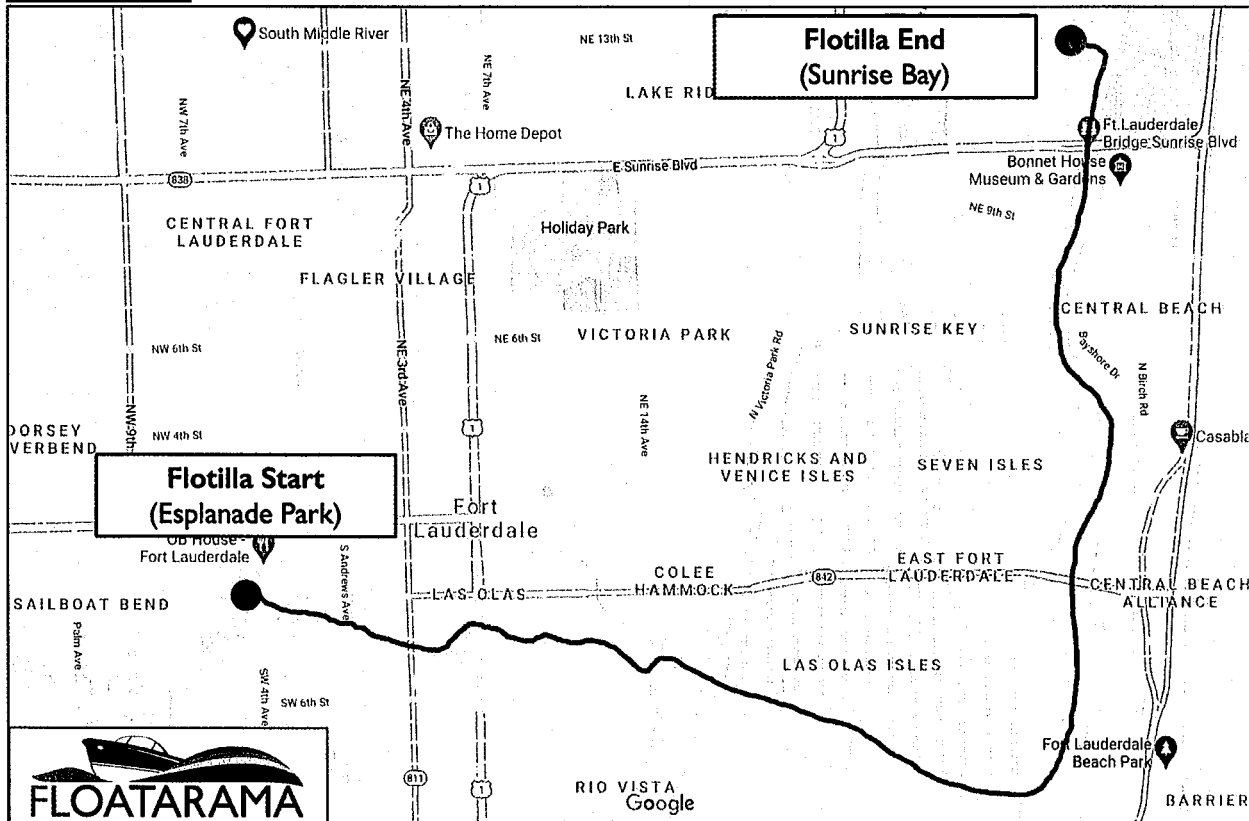 South Middle River
NE 13th St
Flotilla End
(Sunrise Bay)
LAKE RID
NE 7th Ave
NE 4th Ave
NW 7th Ave
The Home Depot
1
Ft.Lauderdale
Bridge Sunrise Blvd
E Sunrise Blvd
838
1
Bonnet House
Museum & Gardens
NE 9th St
CENTRAL FORT
LAUDERDALE
Holiday Park
FLAGLER VILLAGE
CENTRAL BEACH
VICTORIA PARK
SUNRISE KEY
NE 6th St
NW 6th St
NE 3rd Ave
N Victoria Park Rd
Bayshore Dr
N Birch Rd
NE 14th Ave
NW 9th
NW 4th St
1
DORSEY
VERBEND
Casabla
HENDRICKS AND
VENICE ISLES
SEVEN ISLES
Flotilla Start
(Esplanade Park)
Fort
Lauderdale
OB House -
Fort Lauderdale
S Andrews Ave
EAST FORT
LAUDERDALE
COLEE
HAMMOCK
842
LAS OLAS
CENTRAL BEACH
ALLIANCE
SAILBOAT BEND
Palm Ave
LAS OLAS ISLES
SW 4th Ave
SW 6th St
Fort Lauderdale
Beach Park
811
1
RIO VISTA
Google
BARRIER
FLOATARAMA